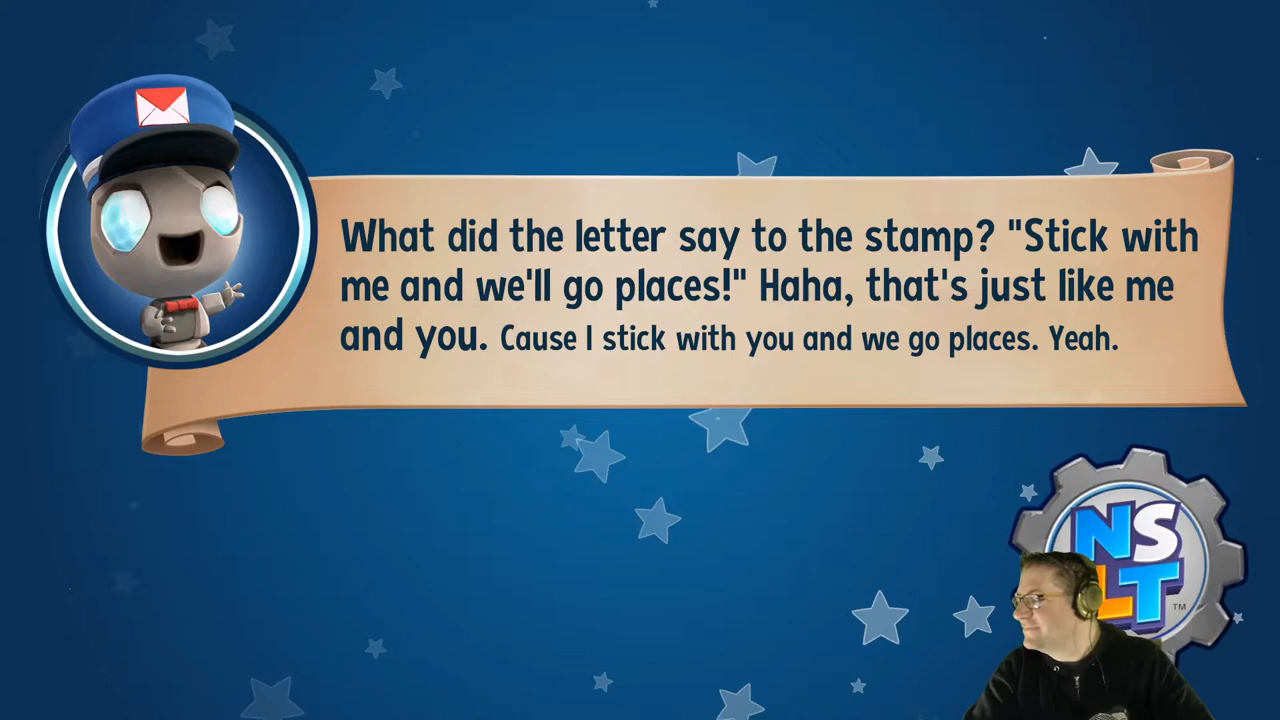 What did the letter say to the stamp? "Stick with
me and we'll go places!" Haha, that's just like me
and you. Cause I stick with you and we go places. Yeah.
NS
LT
TM